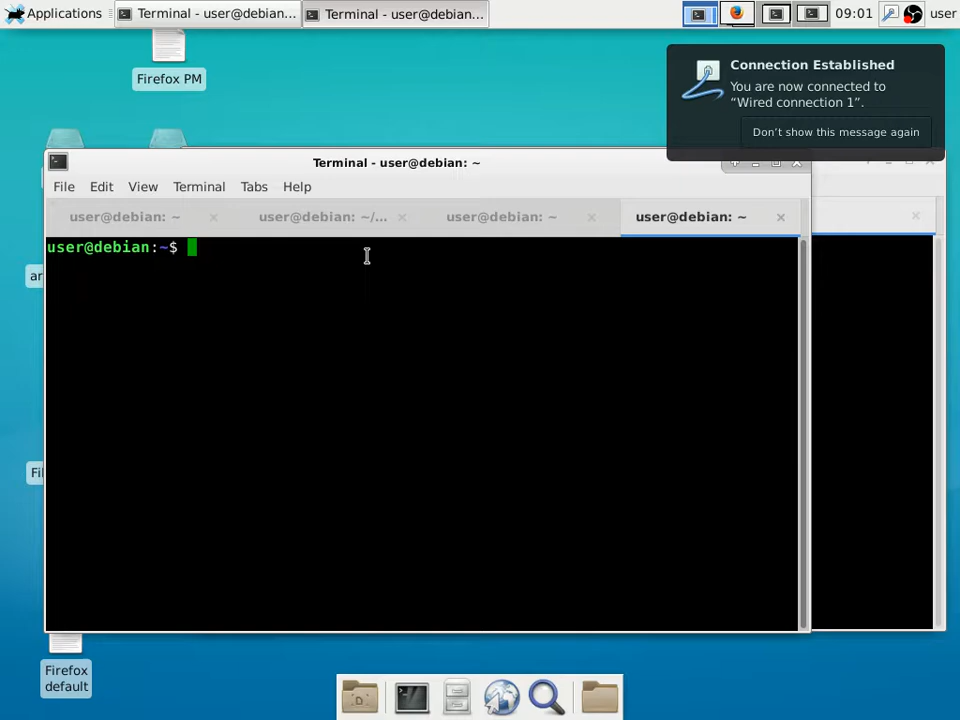 Applications
Terminal - user@debian...
Terminal - user@debian...
09:01
user
Firefox PM
Connection Established
You are now connected to
“Wired connection 1”.
Don’t show this message again
Terminal - user@debian: ~
File Edit View Terminal Tabs Help
user@debian: ~
user@debian: ~/...
user@debian: ~
user@debian: ~
user@debian:~$
ar
Fil
Firefox
default
D